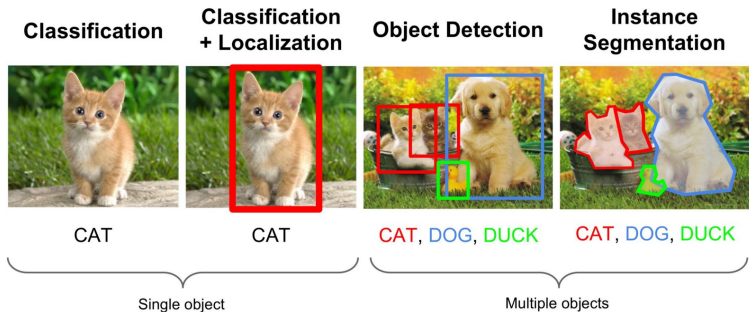 Classification
Classification
+ Localization
Object Detection
Instance
Segmentation
CAT
CAT
CAT, DOG, DUCK
CAT, DOG, DUCK
Single object
Multiple objects